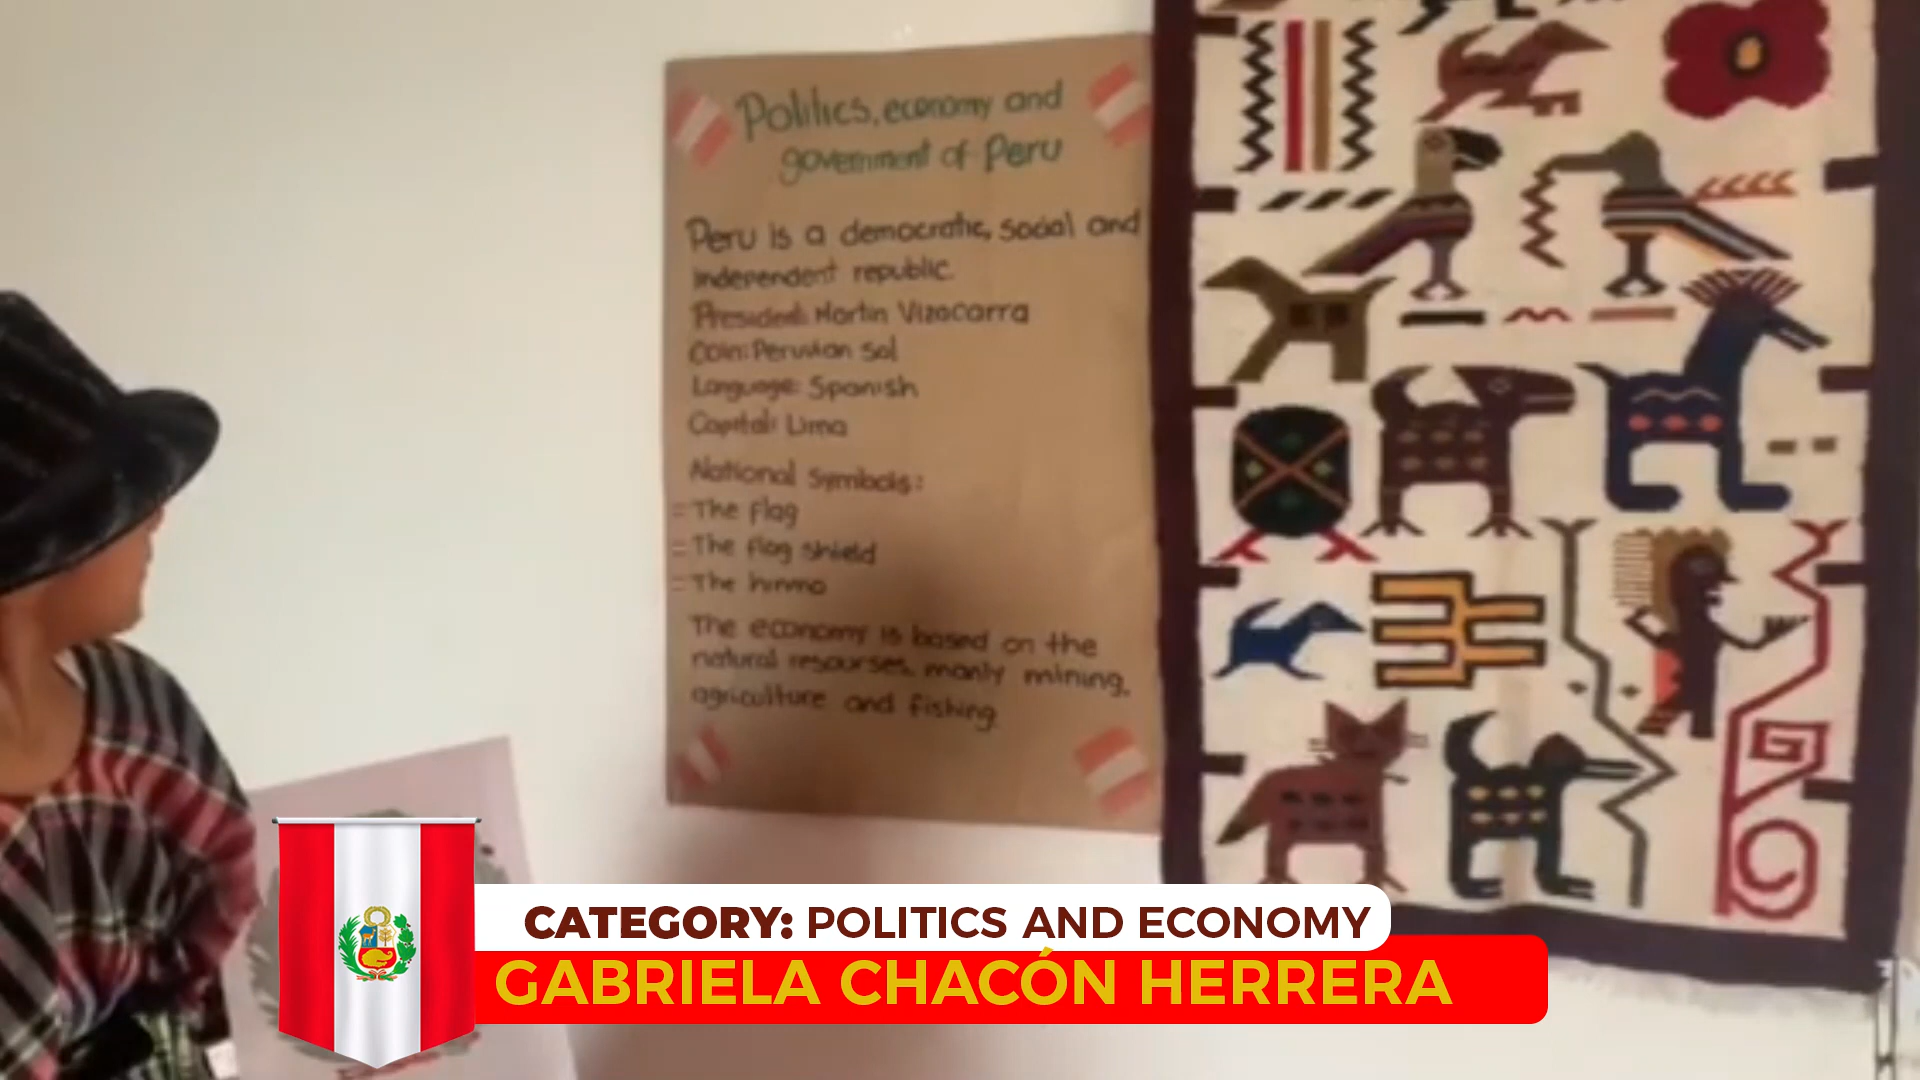 Politics, economy and
government of Peru
Peru is a democratic, social and
independent republic.
President: Martin Vizacarra
Coin: Peruvian Sol
Language: Spanish
Capital: Lima
National Symbols:
- The flag
- The flag shield
- The himno
The economy is based on the
natural resourses, manly mining,
agriculture and fishing.
CATEGORY: POLITICS AND ECONOMY
GABRIELA CHACÓN HERRERA